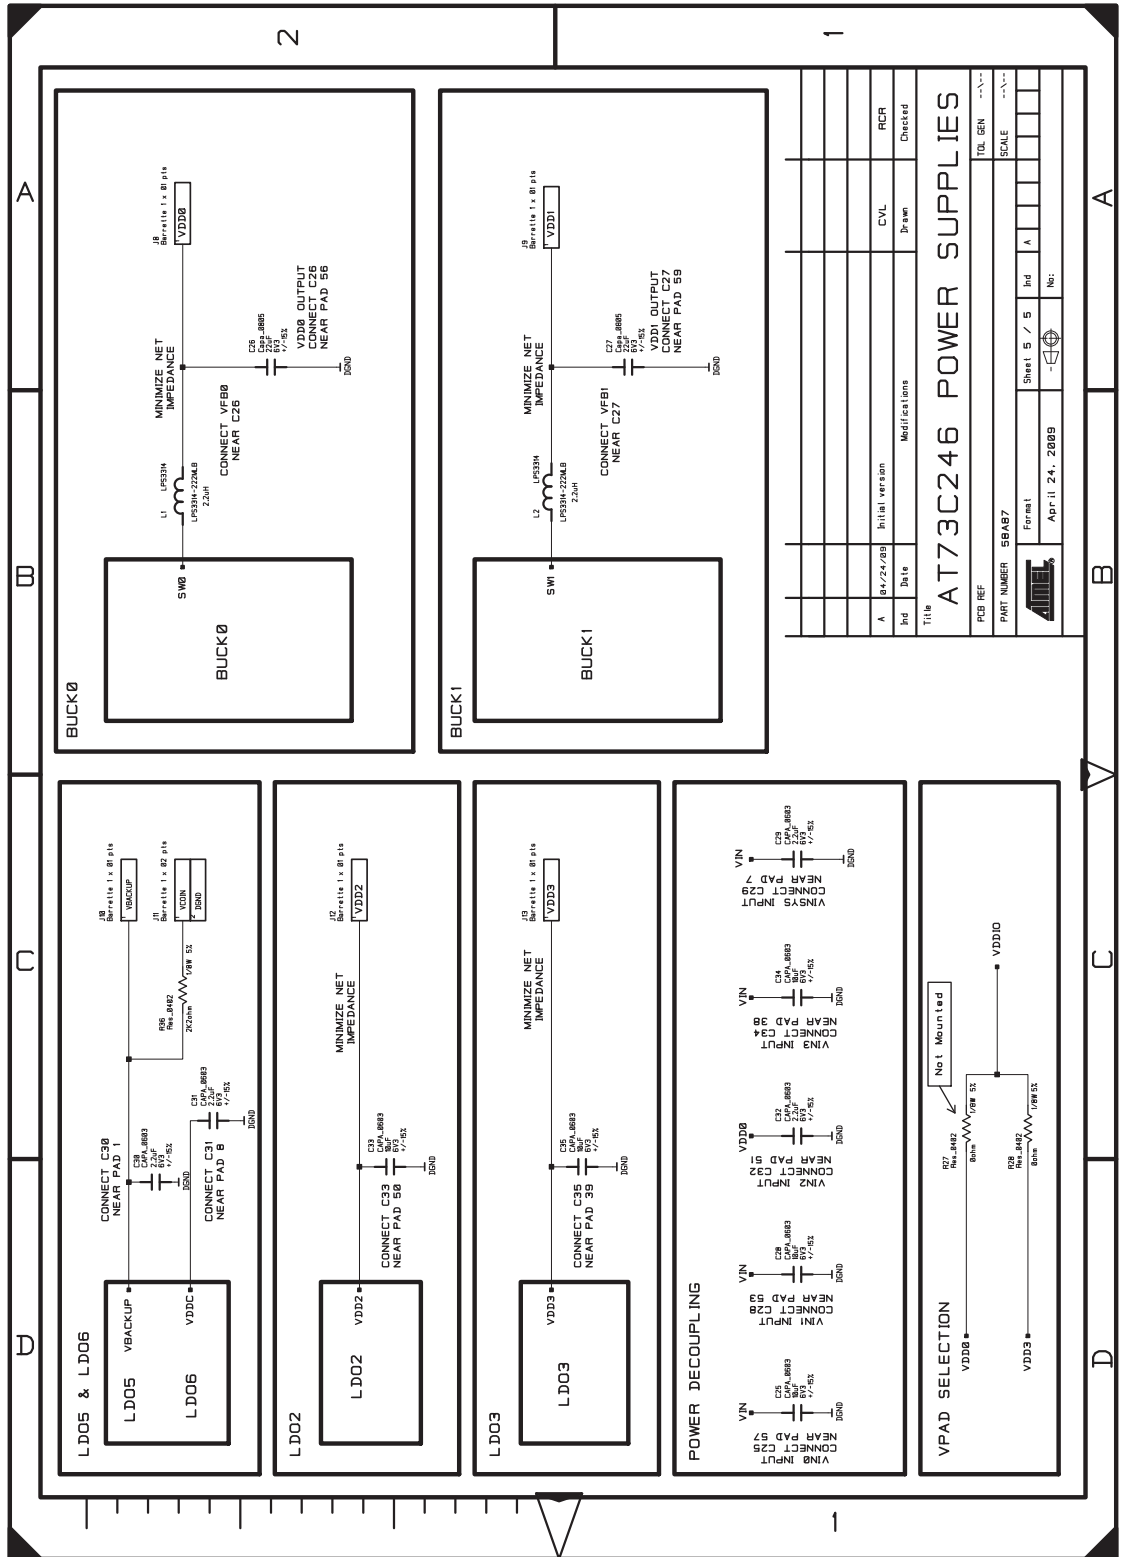 2
1
A
B
C
D
A
B
C
D
1
LDO5 & LDO6
LDO5
LDO6
VBACKUP
VDDC
CONNECT C30
NEAR PAD 1
C30
CAPA_0603
2.2uF
6V3
+/-15%
DGND
CONNECT C31
NEAR PAD 8
C31
CAPA_0603
2.2uF
6V3
+/-15%
DGND
R36
Res_0402
1/8W 5%
2K2ohm
J10
Barrette 1 x 01 pts
1
VBACKUP
J11
Barrette 1 x 02 pts
1
VCOIN
2
DGND
BUCK0
BUCK0
SW0
L1
LPS3314
LPS3314-222MLB
2.2uH
MINIMIZE NET
IMPEDANCE
CONNECT VFB0
NEAR C26
C26
Capa_0805
22uF
6V3
+/-15%
DGND
VDD0 OUTPUT
CONNECT C26
NEAR PAD 56
J8
Barrette 1 x 01 pts
1
VDD0
LDO2
LDO2
VDD2
CONNECT C33
NEAR PAD 50
C33
CAPA_0603
10uF
6V3
+/-15%
DGND
MINIMIZE NET
IMPEDANCE
J12
Barrette 1 x 01 pts
1
VDD2
LDO3
LDO3
VDD3
CONNECT C35
NEAR PAD 39
C35
CAPA_0603
10uF
6V3
+/-15%
DGND
MINIMIZE NET
IMPEDANCE
J13
Barrette 1 x 01 pts
1
VDD3
BUCK1
BUCK1
SW1
L2
LPS3314
LPS3314-222MLB
2.2uH
MINIMIZE NET
IMPEDANCE
CONNECT VFB1
NEAR C27
C27
Capa_0805
22uF
6V3
+/-15%
DGND
VDD1 OUTPUT
CONNECT C27
NEAR PAD 59
J9
Barrette 1 x 01 pts
1
VDD1
POWER DECOUPLING
VIN
C25
CAPA_0603
10uF
6V3
+/-15%
DGND
VIN0 INPUT
CONNECT C25
NEAR PAD 57
VIN
C28
CAPA_0603
10uF
6V3
+/-15%
DGND
VIN1 INPUT
CONNECT C28
NEAR PAD 53
VDD0
C32
CAPA_0603
2.2uF
6V3
+/-15%
DGND
VIN2 INPUT
CONNECT C32
NEAR PAD 51
VIN
C34
CAPA_0603
10uF
6V3
+/-15%
DGND
VIN3 INPUT
CONNECT C34
NEAR PAD 38
VIN
C29
CAPA_0603
2.2uF
6V3
+/-15%
DGND
VINSYS INPUT
CONNECT C29
NEAR PAD 7
VPAD SELECTION
VDD0
VDD3
R27
Res_0402
1/8W 5%
0ohm
R28
Res_0402
1/8W 5%
0ohm
Not Mounted
VDDIO
A 04/24/09 Initial version CVL RCR
Ind Date Modifications Drawn Checked
Title
AT73C246 POWER SUPPLIES
PCB REF
TOL GEN --\--
PART NUMBER 58A87
SCALE --\--
ATMEL®
Format
Sheet 5 / 5
Ind A
April 24, 2009
No: